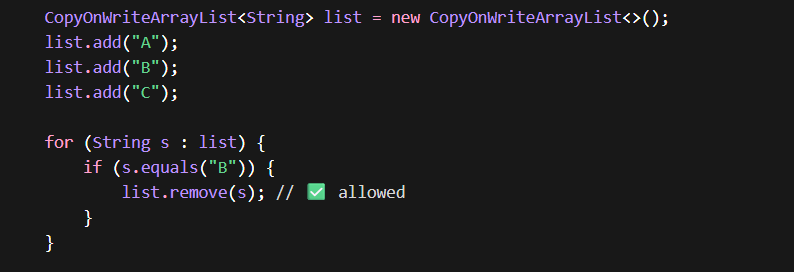 CopyOnWriteArrayList<String> list = new CopyOnWriteArrayList<>();
list.add("A");
list.add("B");
list.add("C");

for (String s : list) {
    if (s.equals("B")) {
        list.remove(s); // ✅ allowed
    }
}